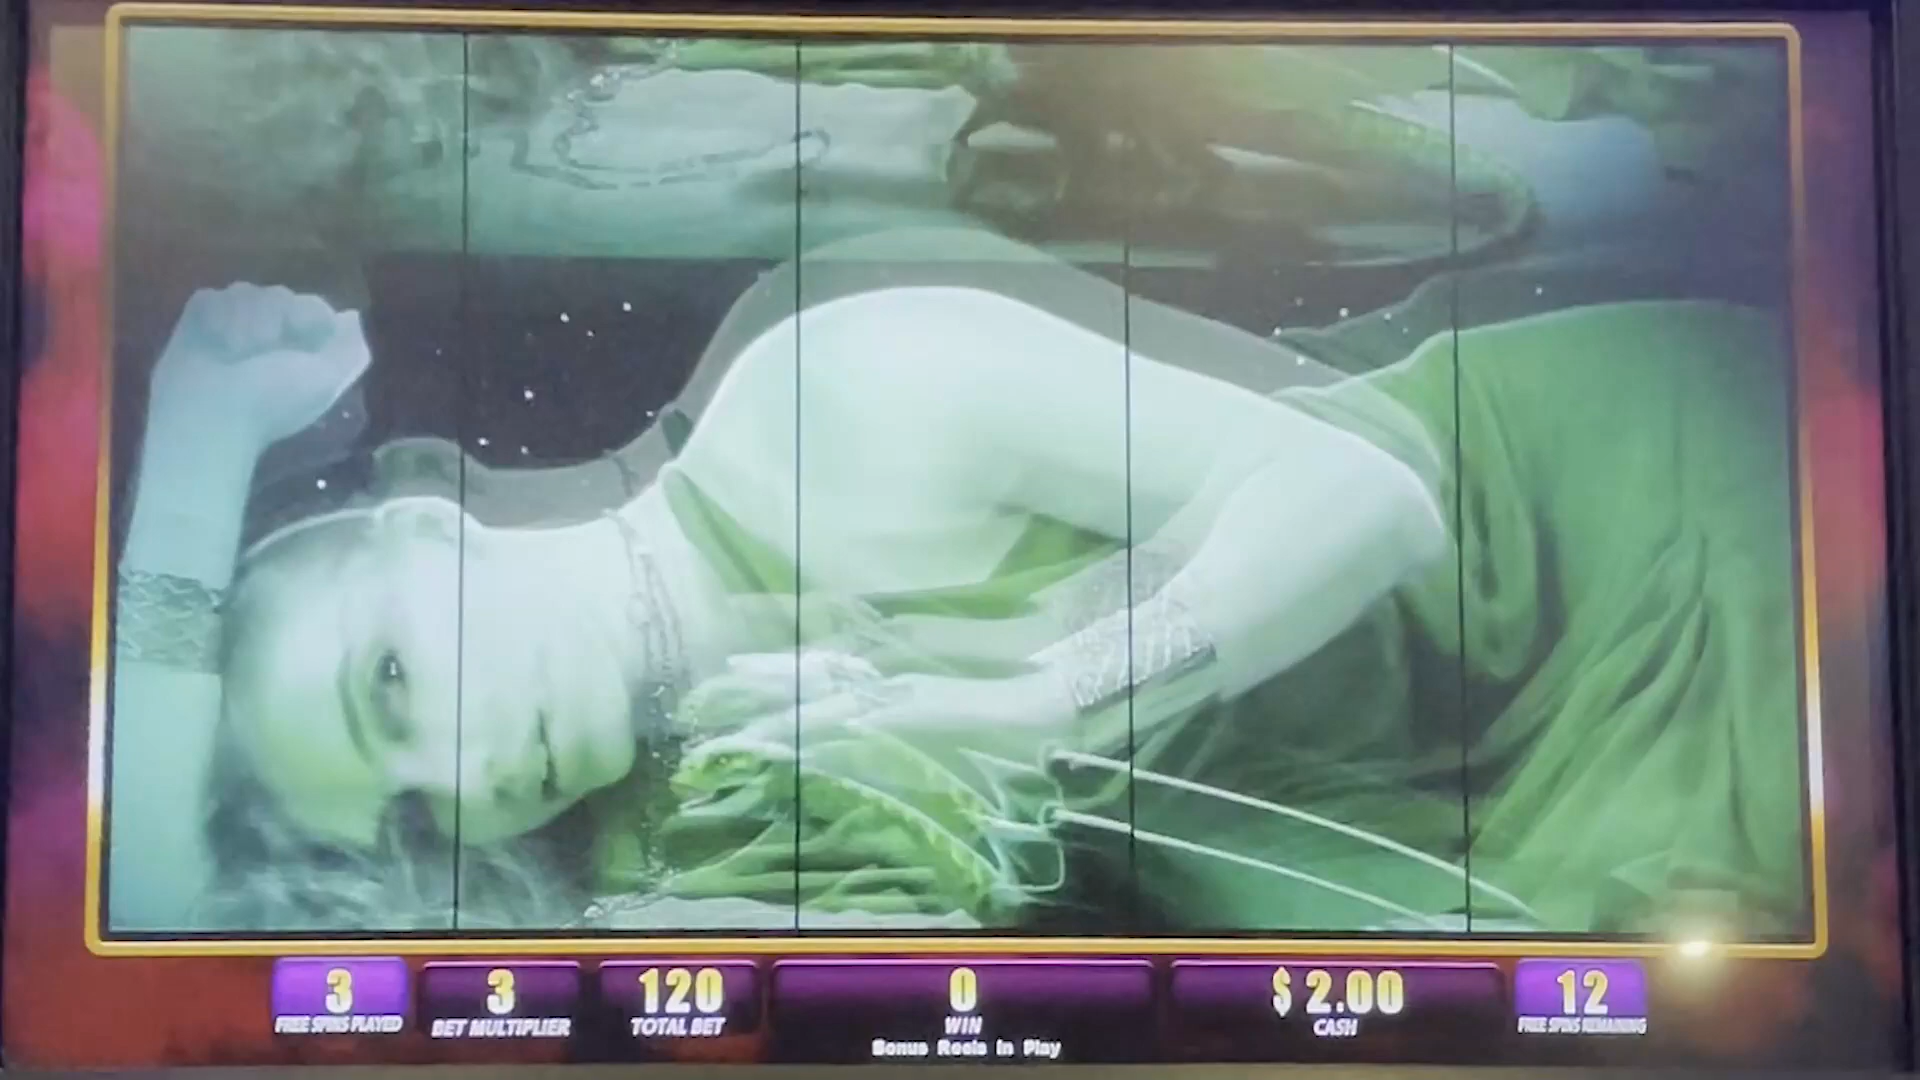 3
FREE SPINS PLAYED
3
BET MULTIPLIER
120
TOTAL BET
0
WIN
$ 2.00
CASH
12
FREE SPINS REMAINING
Bonus Reels In Play